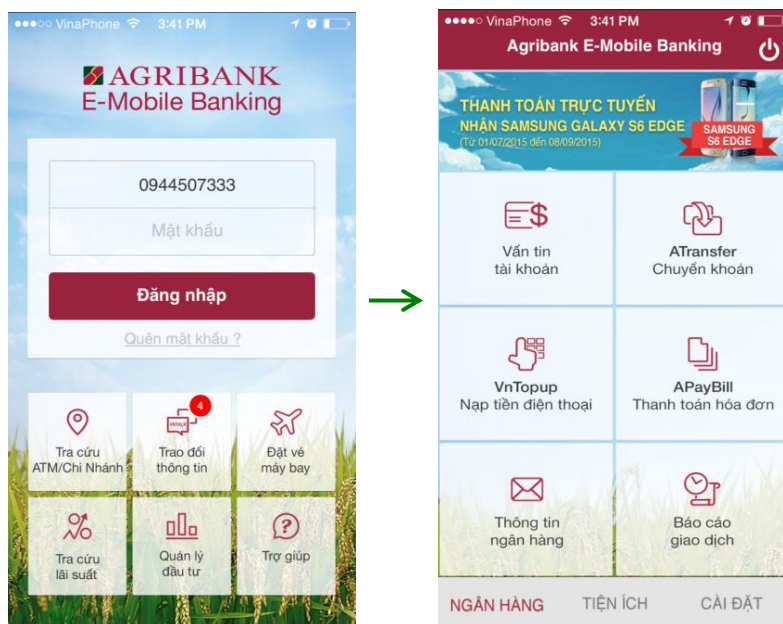 VinaPhone 3:41 PM
AGRIBANK
E-Mobile Banking
0944507333
Mật khẩu
Đăng nhập
Quên mật khẩu ?
Tra cứu
ATM/Chi Nhánh
4
VNTALK
Trao đổi
thông tin
Đặt vé
máy bay
Tra cứu
lãi suất
Quản lý
đầu tư
Trợ giúp
VinaPhone 3:41 PM
Agribank E-Mobile Banking
THANH TOÁN TRỰC TUYẾN
NHẬN SAMSUNG GALAXY S6 EDGE
(Từ 01/07/2015 đến 08/09/2015)
SAMSUNG
S6 EDGE
Vấn tin
tài khoản
ATransfer
Chuyển khoản
VnTopup
Nạp tiền điện thoại
APayBill
Thanh toán hóa đơn
Thông tin
ngân hàng
Báo cáo
giao dịch
NGÂN HÀNG
TIỆN ÍCH
CÀI ĐẶT